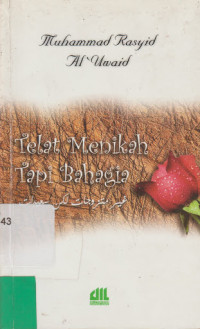 Muhammad Rasyid
Al 'Uwaid
Telat Menikah
Tapi Bahagia
43